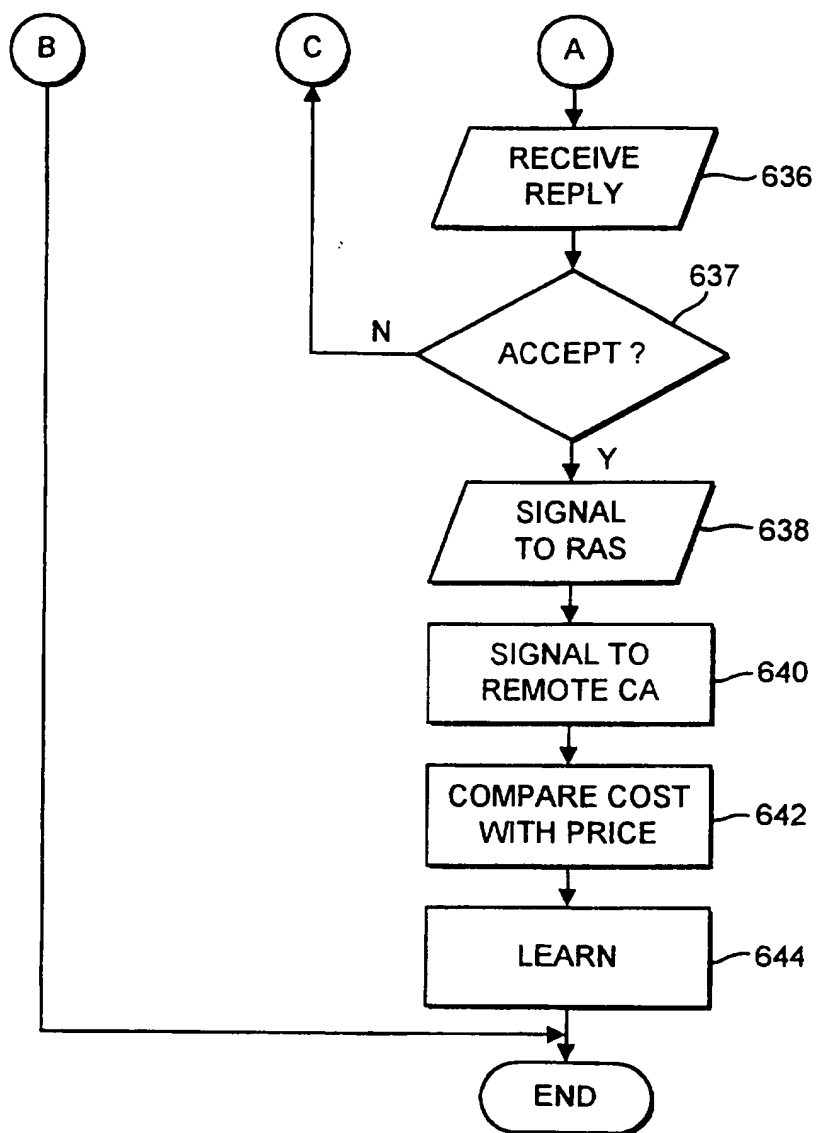 B
C
A
RECEIVE
REPLY
636
637
N
ACCEPT ?
Y
SIGNAL
TO RAS
638
SIGNAL TO
REMOTE CA
640
COMPARE COST
WITH PRICE
642
LEARN
644
END